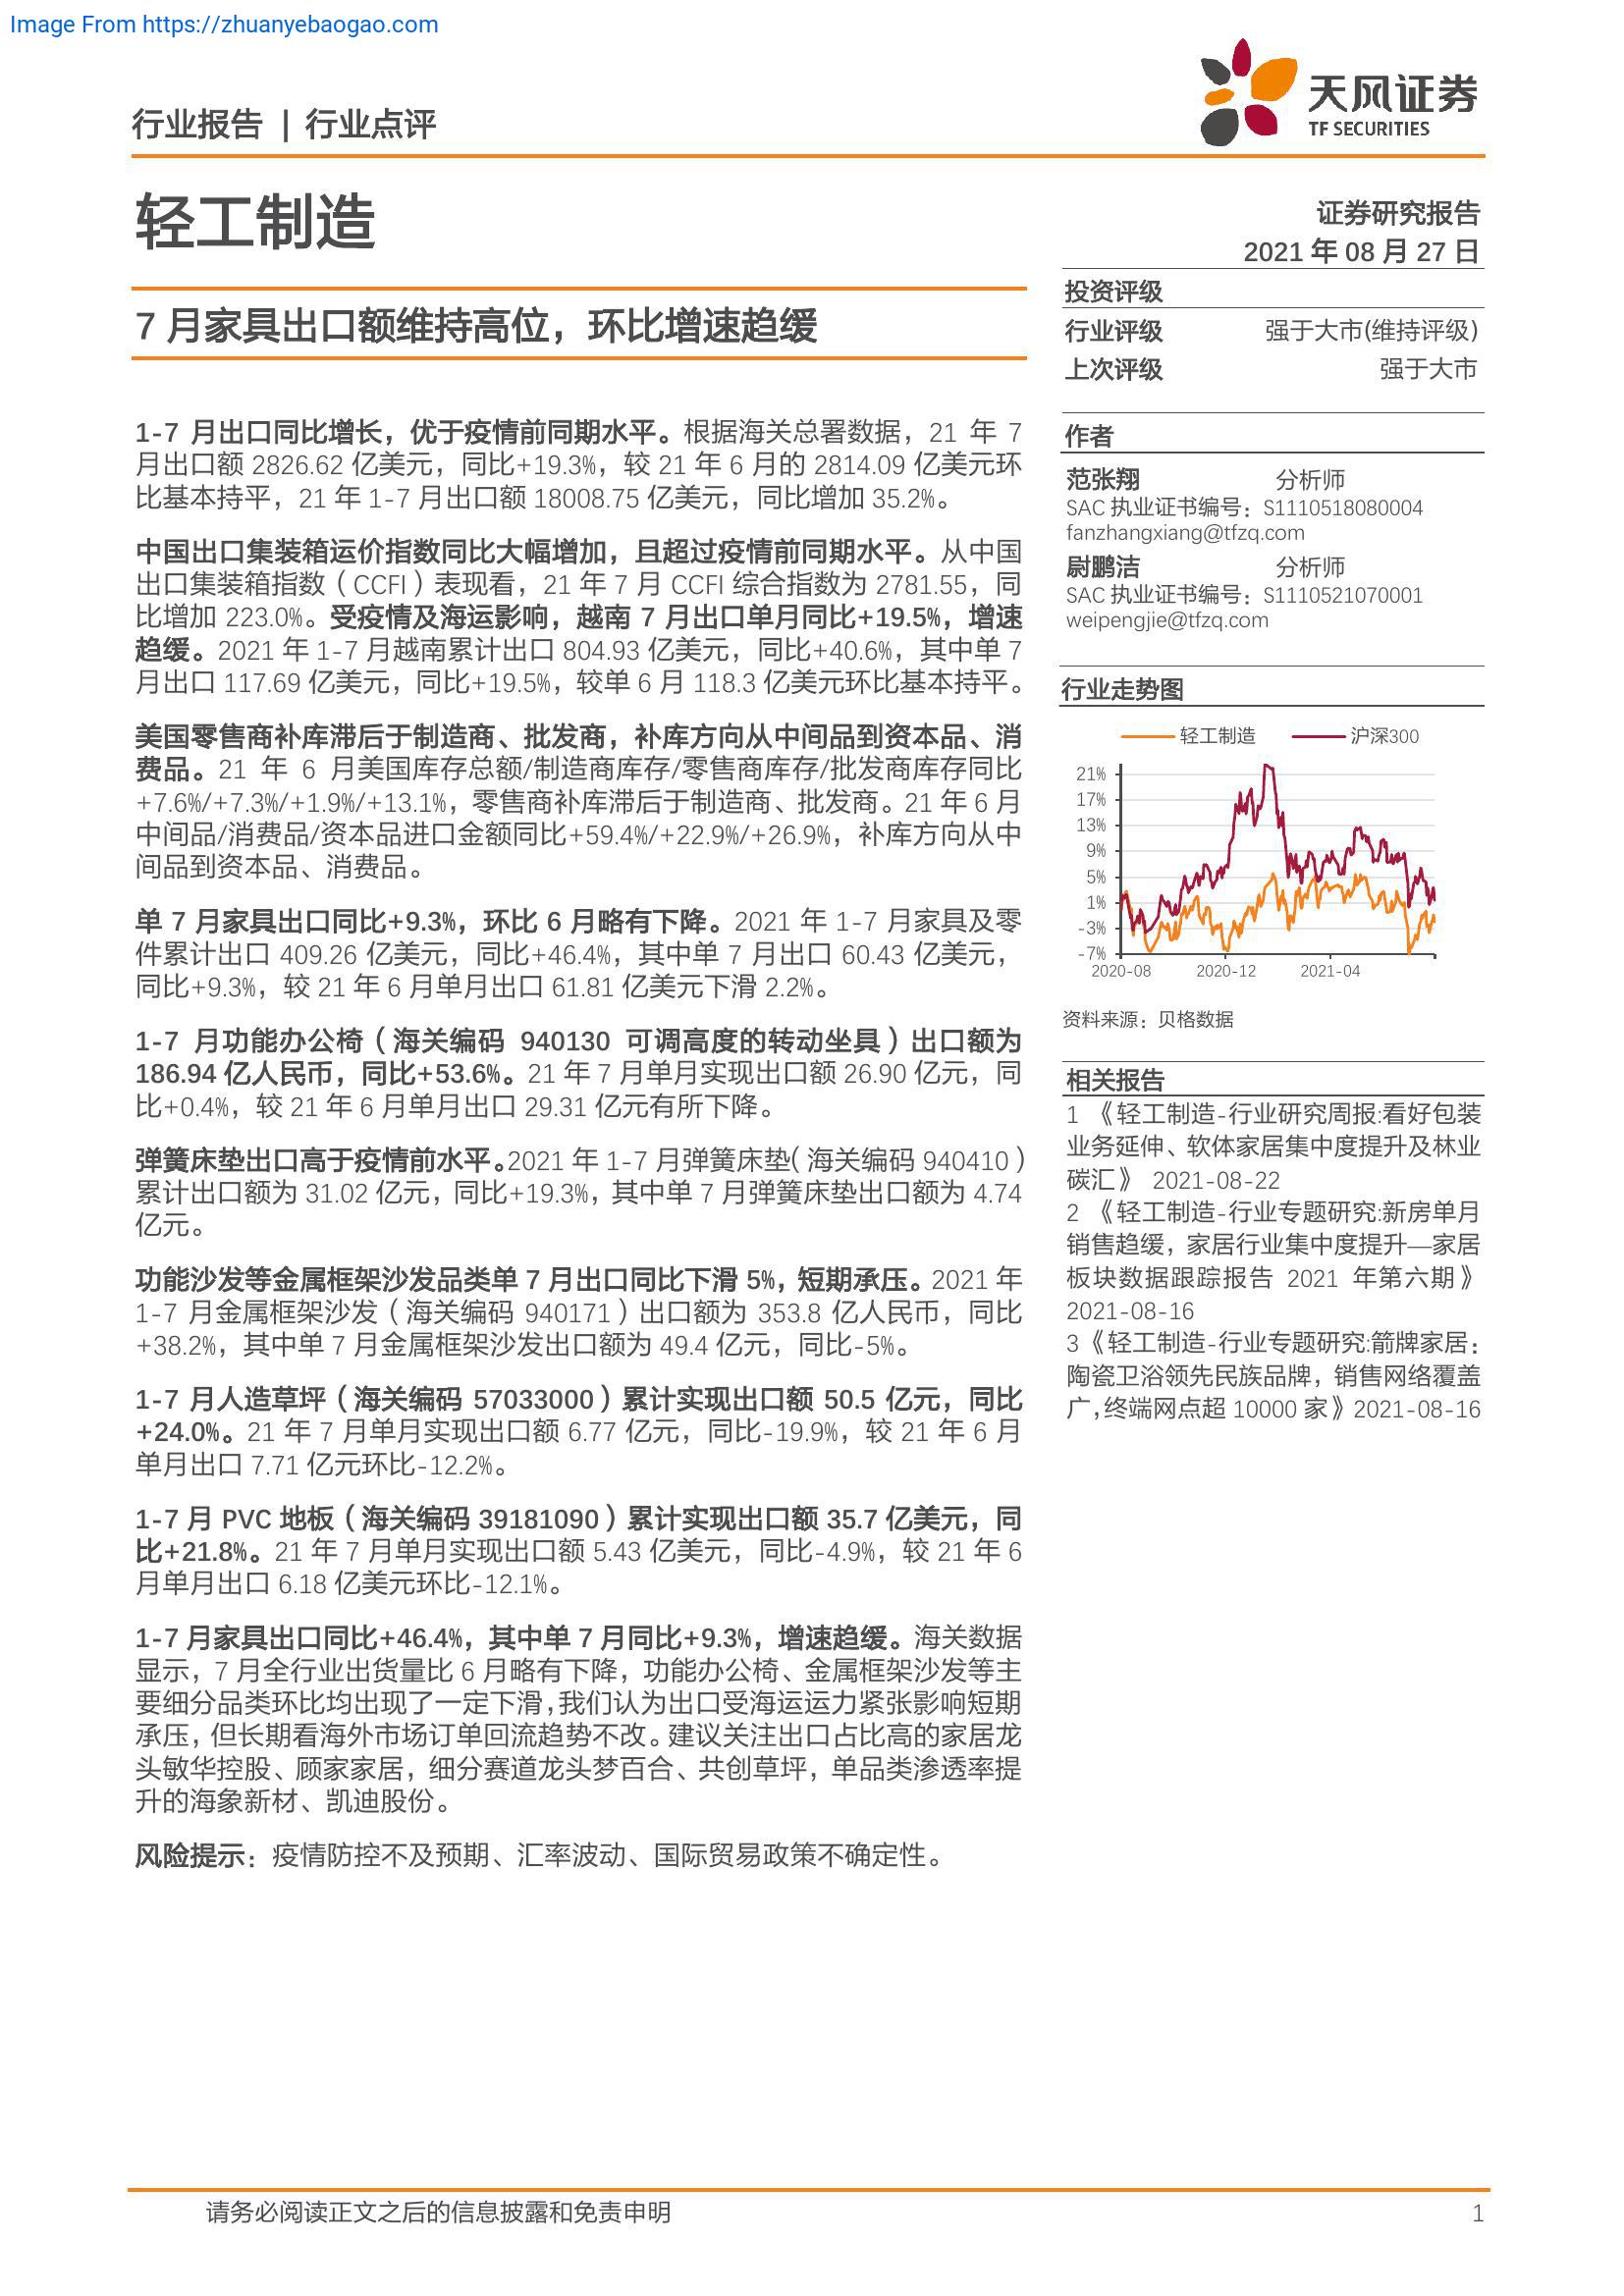 Image From https://zhuanyebaogao.com
行业报告 | 行业点评
天风证券
TF SECURITIES
轻工制造
证券研究报告
2021 年 08 月 27 日
7 月家具出口额维持高位，环比增速趋缓
1-7 月出口同比增长，优于疫情前同期水平。根据海关总署数据，21 年 7
月出口额 2826.62 亿美元，同比+19.3%，较 21 年 6 月的 2814.09 亿美元环
比基本持平，21 年 1-7 月出口额 18008.75 亿美元，同比增加 35.2%。
中国出口集装箱运价指数同比大幅增加，且超过疫情前同期水平。从中国
出口集装箱指数（CCFI）表现看，21 年 7 月 CCFI 综合指数为 2781.55，同
比增加 223.0%。受疫情及海运影响，越南 7 月出口单月同比+19.5%，增速
趋缓。2021 年 1-7 月越南累计出口 804.93 亿美元，同比+40.6%，其中单 7
月出口 117.69 亿美元，同比+19.5%，较单 6 月 118.3 亿美元环比基本持平。
美国零售商补库滞后于制造商、批发商，补库方向从中间品到资本品、消
费品。21 年 6 月美国库存总额/制造商库存/零售商库存/批发商库存同比
+7.6%/+7.3%/+1.9%/+13.1%，零售商补库滞后于制造商、批发商。21 年 6 月
中间品/消费品/资本品进口金额同比+59.4%/+22.9%/+26.9%，补库方向从中
间品到资本品、消费品。
单 7 月家具出口同比+9.3%，环比 6 月略有下降。2021 年 1-7 月家具及零
件累计出口 409.26 亿美元，同比+46.4%，其中单 7 月出口 60.43 亿美元，
同比+9.3%，较 21 年 6 月单月出口 61.81 亿美元下滑 2.2%。
1-7 月功能办公椅（海关编码 940130 可调高度的转动坐具）出口额为
186.94 亿人民币，同比+53.6%。21 年 7 月单月实现出口额 26.90 亿元，同
比+0.4%，较 21 年 6 月单月出口 29.31 亿元有所下降。
弹簧床垫出口高于疫情前水平。2021 年 1-7 月弹簧床垫（海关编码 940410）
累计出口额为 31.02 亿元，同比+19.3%，其中单 7 月弹簧床垫出口额为 4.74
亿元。
功能沙发等金属框架沙发品类单 7 月出口同比下滑 5%，短期承压。2021 年
1-7 月金属框架沙发（海关编码 940171）出口额为 353.8 亿人民币，同比
+38.2%，其中单 7 月金属框架沙发出口额为 49.4 亿元，同比-5%。
1-7 月人造草坪（海关编码 57033000）累计实现出口额 50.5 亿元，同比
+24.0%。21 年 7 月单月实现出口额 6.77 亿元，同比-19.9%，较 21 年 6 月
单月出口 7.71 亿元环比-12.2%。
1-7 月 PVC 地板（海关编码 39181090）累计实现出口额 35.7 亿美元，同
比+21.8%。21 年 7 月单月实现出口额 5.43 亿美元，同比-4.9%，较 21 年 6
月单月出口 6.18 亿美元环比-12.1%。
1-7 月家具出口同比+46.4%，其中单 7 月同比+9.3%，增速趋缓。海关数据
显示，7 月全行业出货量比 6 月略有下降，功能办公椅、金属框架沙发等主
要细分品类环比均出现了一定下滑，我们认为出口受海运运力紧张影响短期
承压，但长期看海外市场订单回流趋势不改。建议关注出口占比高的家居龙
头敏华控股、顾家家居，细分赛道龙头梦百合、共创草坪，单品类渗透率提
升的海象新材、凯迪股份。
风险提示：疫情防控不及预期、汇率波动、国际贸易政策不确定性。
投资评级
行业评级 强于大市(维持评级)
上次评级 强于大市
作者
范张翔 分析师
SAC 执业证书编号：S1110518080004
fanzhangxiang@tfzq.com
尉鹏洁 分析师
SAC 执业证书编号：S1110521070001
weipengjie@tfzq.com
行业走势图
轻工制造 沪深300
21%
17%
13%
9%
5%
1%
-3%
-7%
2020-08 2020-12 2021-04
资料来源：贝格数据
相关报告
1 《轻工制造-行业研究周报:看好包装
业务延伸、软体家居集中度提升及林业
碳汇》 2021-08-22
2 《轻工制造-行业专题研究:新房单月
销售趋缓，家居行业集中度提升—家居
板块数据跟踪报告 2021 年第六期》
2021-08-16
3《轻工制造-行业专题研究:箭牌家居：
陶瓷卫浴领先民族品牌，销售网络覆盖
广,终端网点超 10000 家》2021-08-16
请务必阅读正文之后的信息披露和免责申明
1